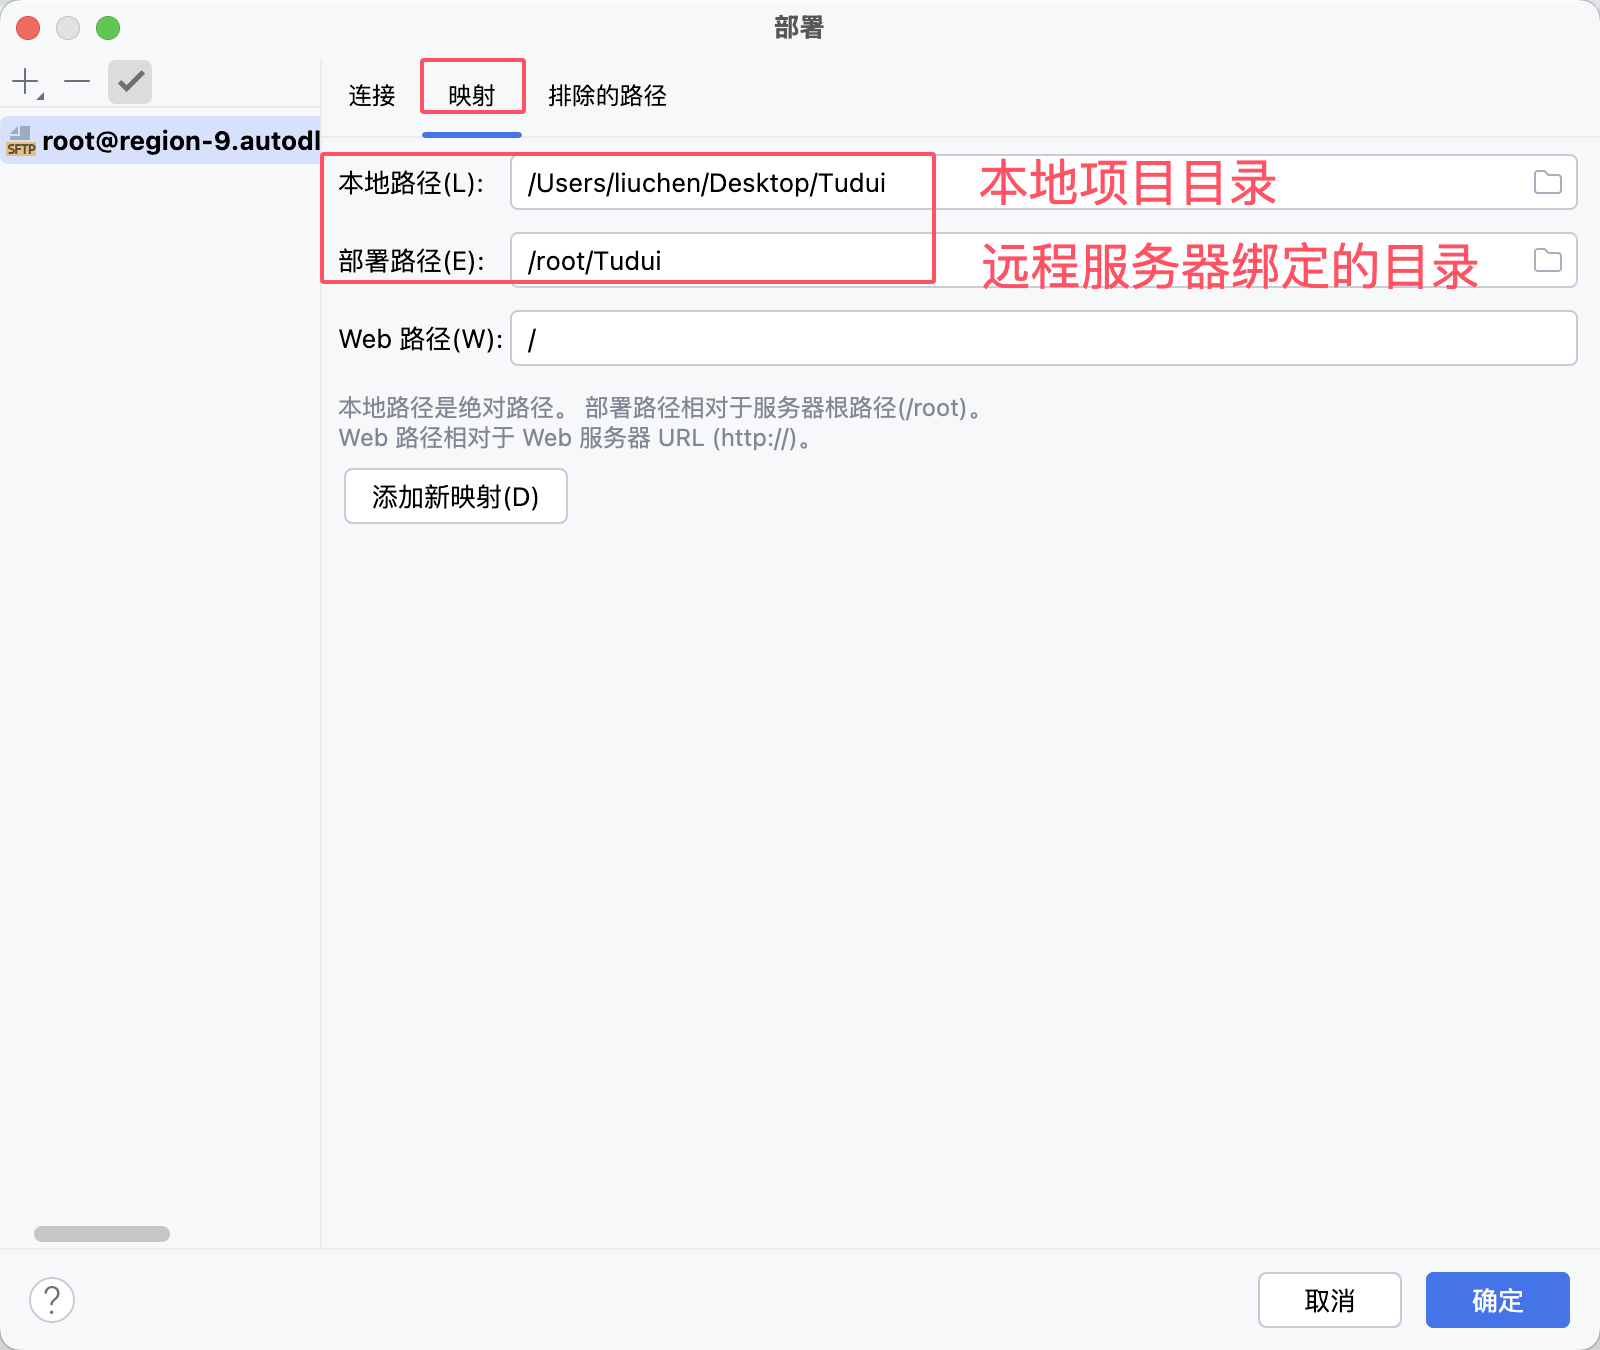 部署
连接 映射 排除的路径
SFTP root@region-9.autodl
本地路径(L): /Users/liuchen/Desktop/Tudui 本地项目目录
部署路径(E): /root/Tudui 远程服务器绑定的目录
Web 路径(W): /
本地路径是绝对路径。 部署路径相对于服务器根路径(/root)。
Web 路径相对于 Web 服务器 URL (http://)。
添加新映射(D)
? 取消 确定